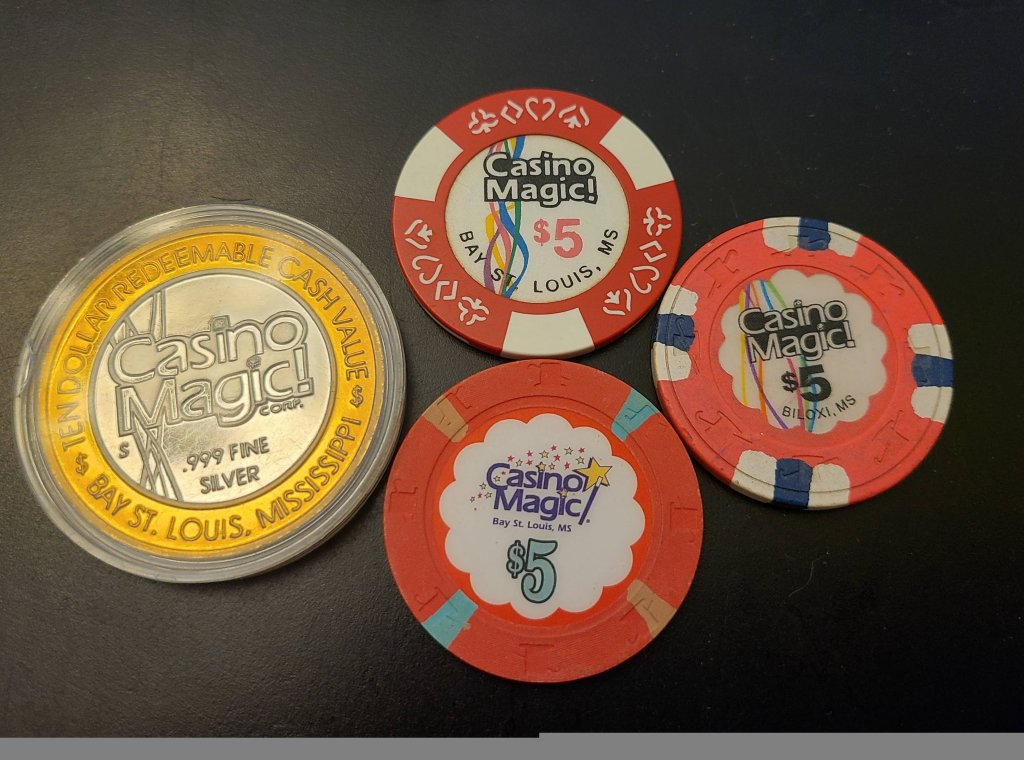 TEN DOLLAR REDEEMABLE CASH VALUE
Casino
Magic!
CORP.
S
.999 FINE
SILVER
$ BAY ST. LOUIS, MISSISSIPPI $
Casino
Magic!
$5
BAY ST. LOUIS, MS
Casino
Magic!
$5
BILOXI, MS
Casino
Magic!
Bay St. Louis, MS
$5